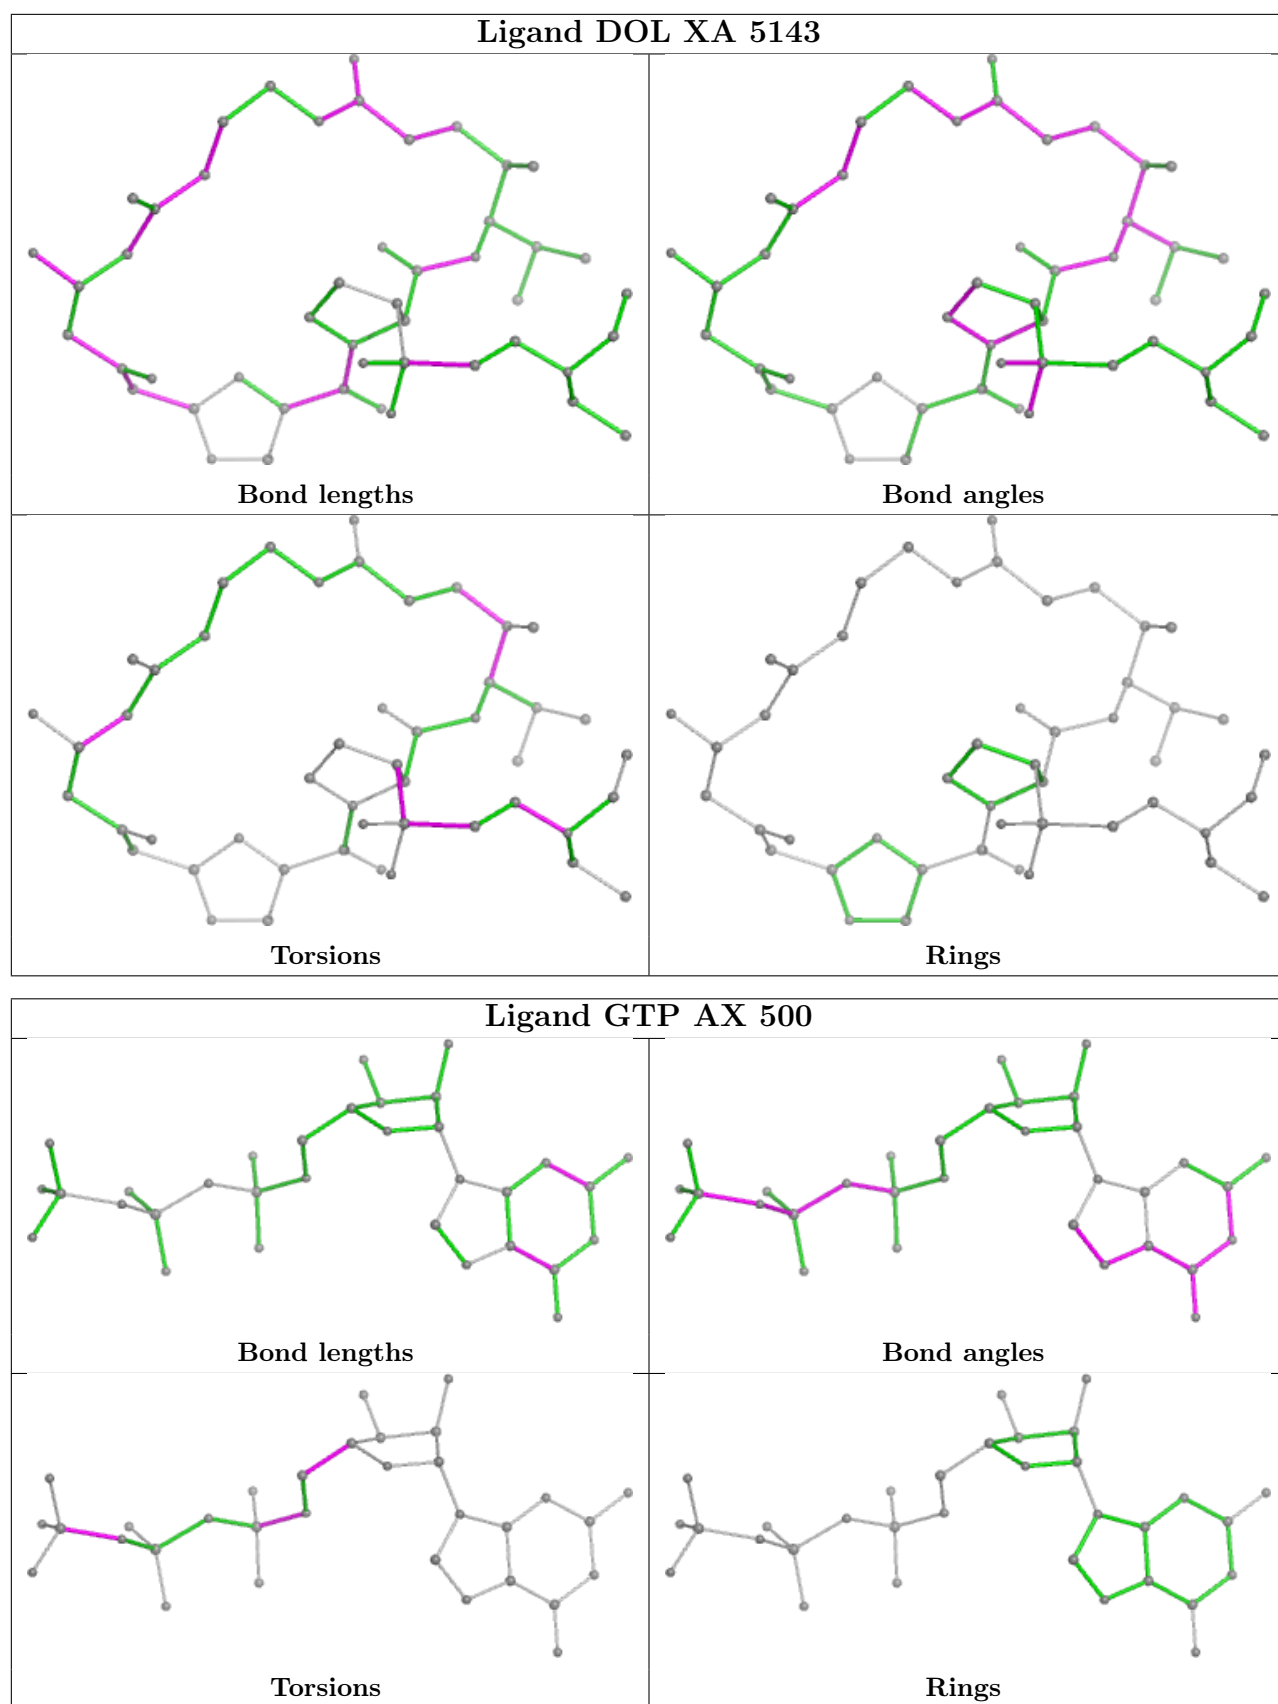 Ligand DOL XA 5143
Bond lengths
Bond angles
Torsions
Rings
Ligand GTP AX 500
Bond lengths
Bond angles
Torsions
Rings